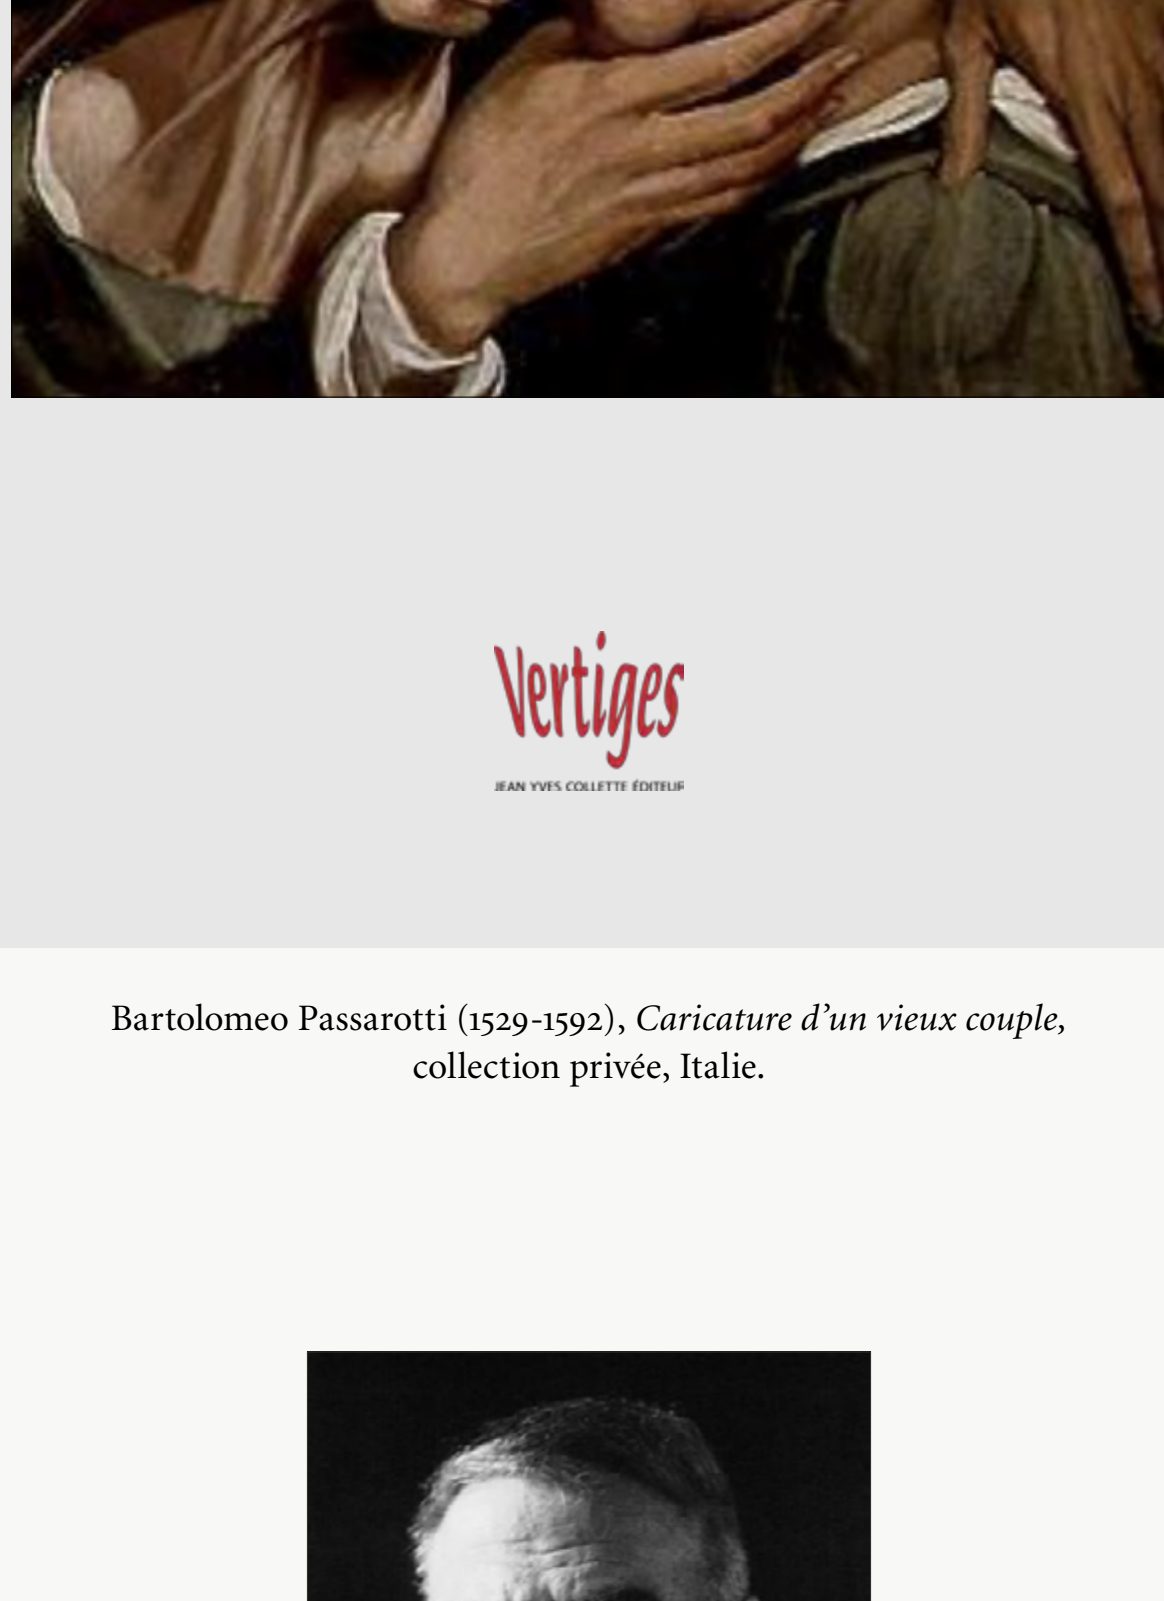 Vertiges
JEAN YVES COLLETTE ÉDITEUR
Bartolomeo Passarotti (1529-1592), Caricature d’un vieux couple,
collection privée, Italie.